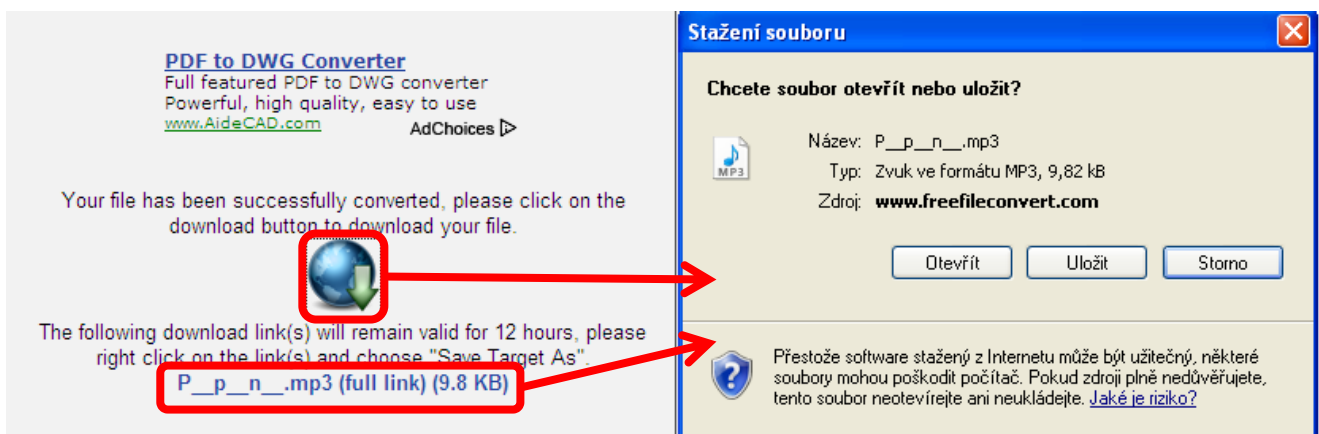 PDF to DWG Converter
Full featured PDF to DWG converter
Powerful, high quality, easy to use
www.AideCAD.com
AdChoices
Your file has been successfully converted, please click on the
download button to download your file.
The following download link(s) will remain valid for 12 hours, please
right click on the link(s) and choose "Save Target As".
P__p__n__.mp3 (full link) (9.8 KB)
Stažení souboru
Chcete soubor otevřít nebo uložit?
MP3
Název: P__p__n__.mp3
Typ: Zvuk ve formátu MP3, 9,82 kB
Zdroj: www.freefileconvert.com
Otevřít
Uložit
Storno
Přestože software stažený z Internetu může být užitečný, některé
soubory mohou poškodit počítač. Pokud zdroji plně nedůvěřujete,
tento soubor neotevírejte ani neukládejte. Jaké je riziko?